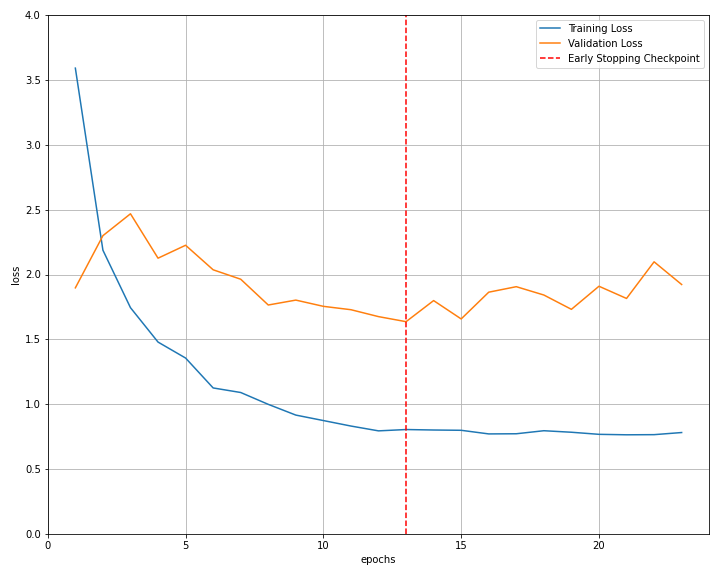 Training Loss
Validation Loss
Early Stopping Checkpoint
loss
4.0
3.5
3.0
2.5
2.0
1.5
1.0
0.5
0.0
0 5 10 15 20
epochs